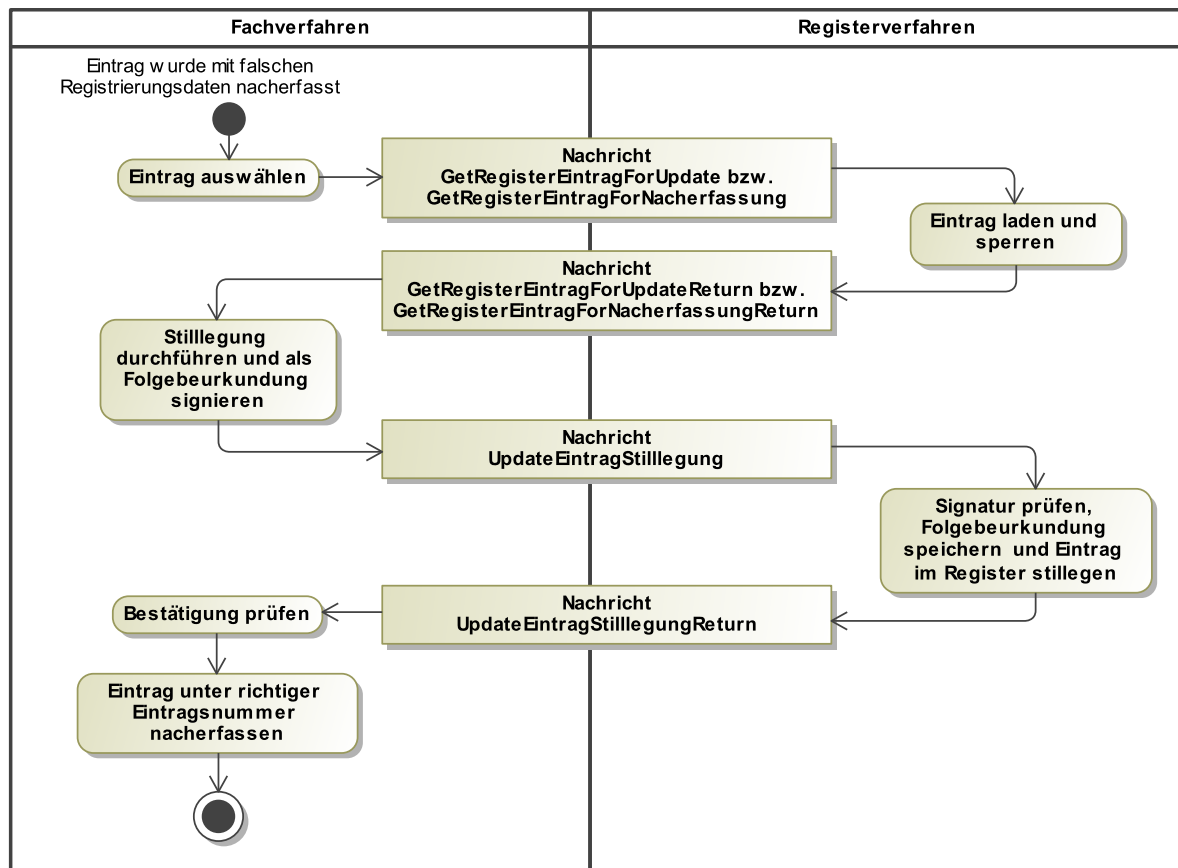 Fachverfahren
Registerverfahren
Eintrag wurde mit falschen
Registrierungsdaten nacherfasst
Eintrag auswählen
Nachricht
GetRegisterEintragForUpdate bzw.
GetRegisterEintragForNacherfassung
Eintrag laden und
sperren
Nachricht
GetRegisterEintragForUpdateReturn bzw.
GetRegisterEintragForNacherfassungReturn
Stilllegung
durchführen und als
Folgebeurkundung
signieren
Nachricht
UpdateEintragStilllegung
Signatur prüfen,
Folgebeurkundung
speichern und Eintrag
im Register stillegen
Nachricht
UpdateEintragStilllegungReturn
Bestätigung prüfen
Eintrag unter richtiger
Eintragsnummer
nacherfassen